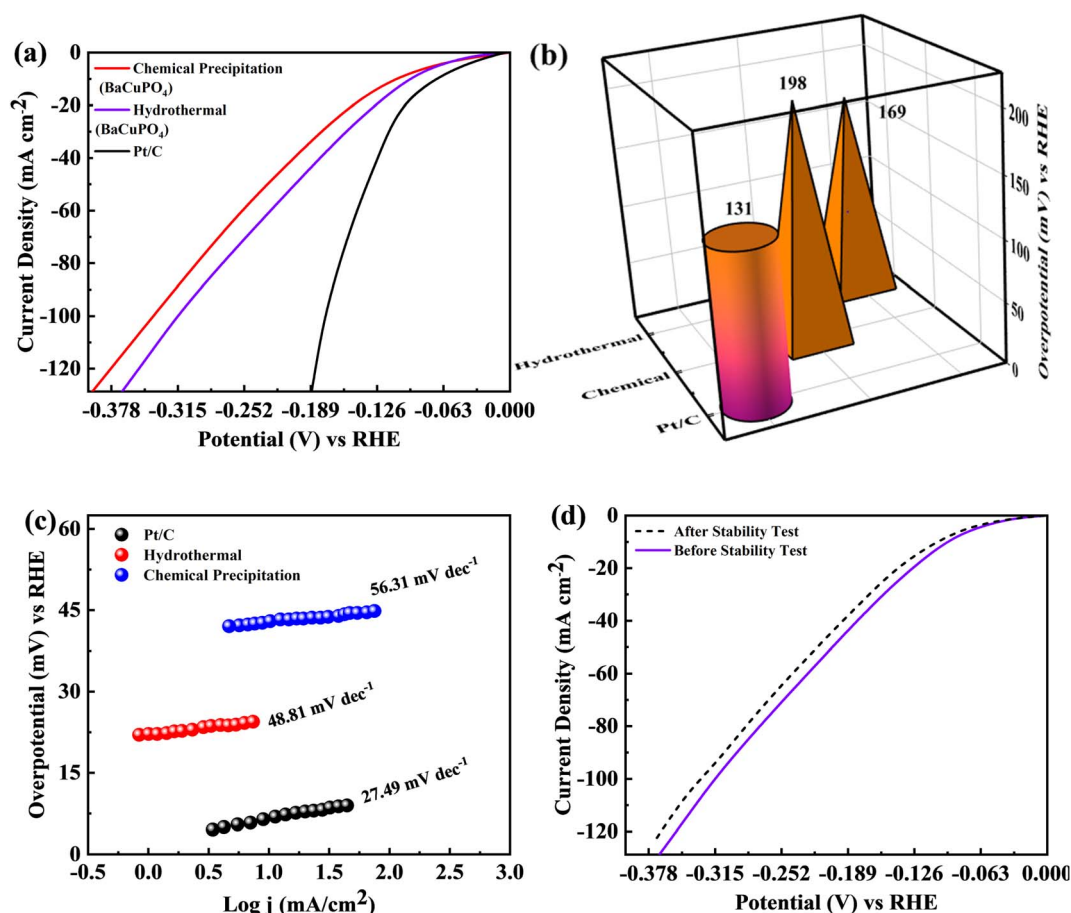 (a)
Current Density (mA cm⁻²)
0
-20
-40
-60
-80
-100
-120
Chemical Precipitation
(BaCuPO₄)
Hydrothermal
(BaCuPO₄)
Pt/C
-0.378 -0.315 -0.252 -0.189 -0.126 -0.063 0.000
Potential (V) vs RHE
(b)
198
169
131
200
150
100
50
0
Overpotential (mV) vs RHE
Hydrothermal
Chemical
Pt/C
(c)
Overpotential (mV) vs RHE
60
45
30
15
0
Pt/C
Hydrothermal
Chemical Precipitation
56.31 mV dec⁻¹
48.81 mV dec⁻¹
27.49 mV dec⁻¹
-0.5 0.0 0.5 1.0 1.5 2.0 2.5 3.0
Log j (mA/cm²)
(d)
Current Density (mA cm⁻²)
0
-20
-40
-60
-80
-100
-120
After Stability Test
Before Stability Test
-0.378 -0.315 -0.252 -0.189 -0.126 -0.063 0.000
Potential (V) vs RHE